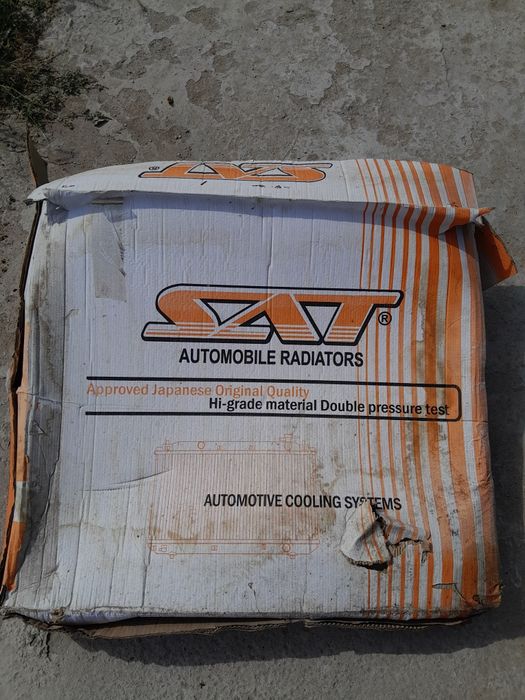 SAT®
AUTOMOBILE RADIATORS
Approved Japanese Original Quality
Hi-grade material Double pressure test
AUTOMOTIVE COOLING SYSTEMS